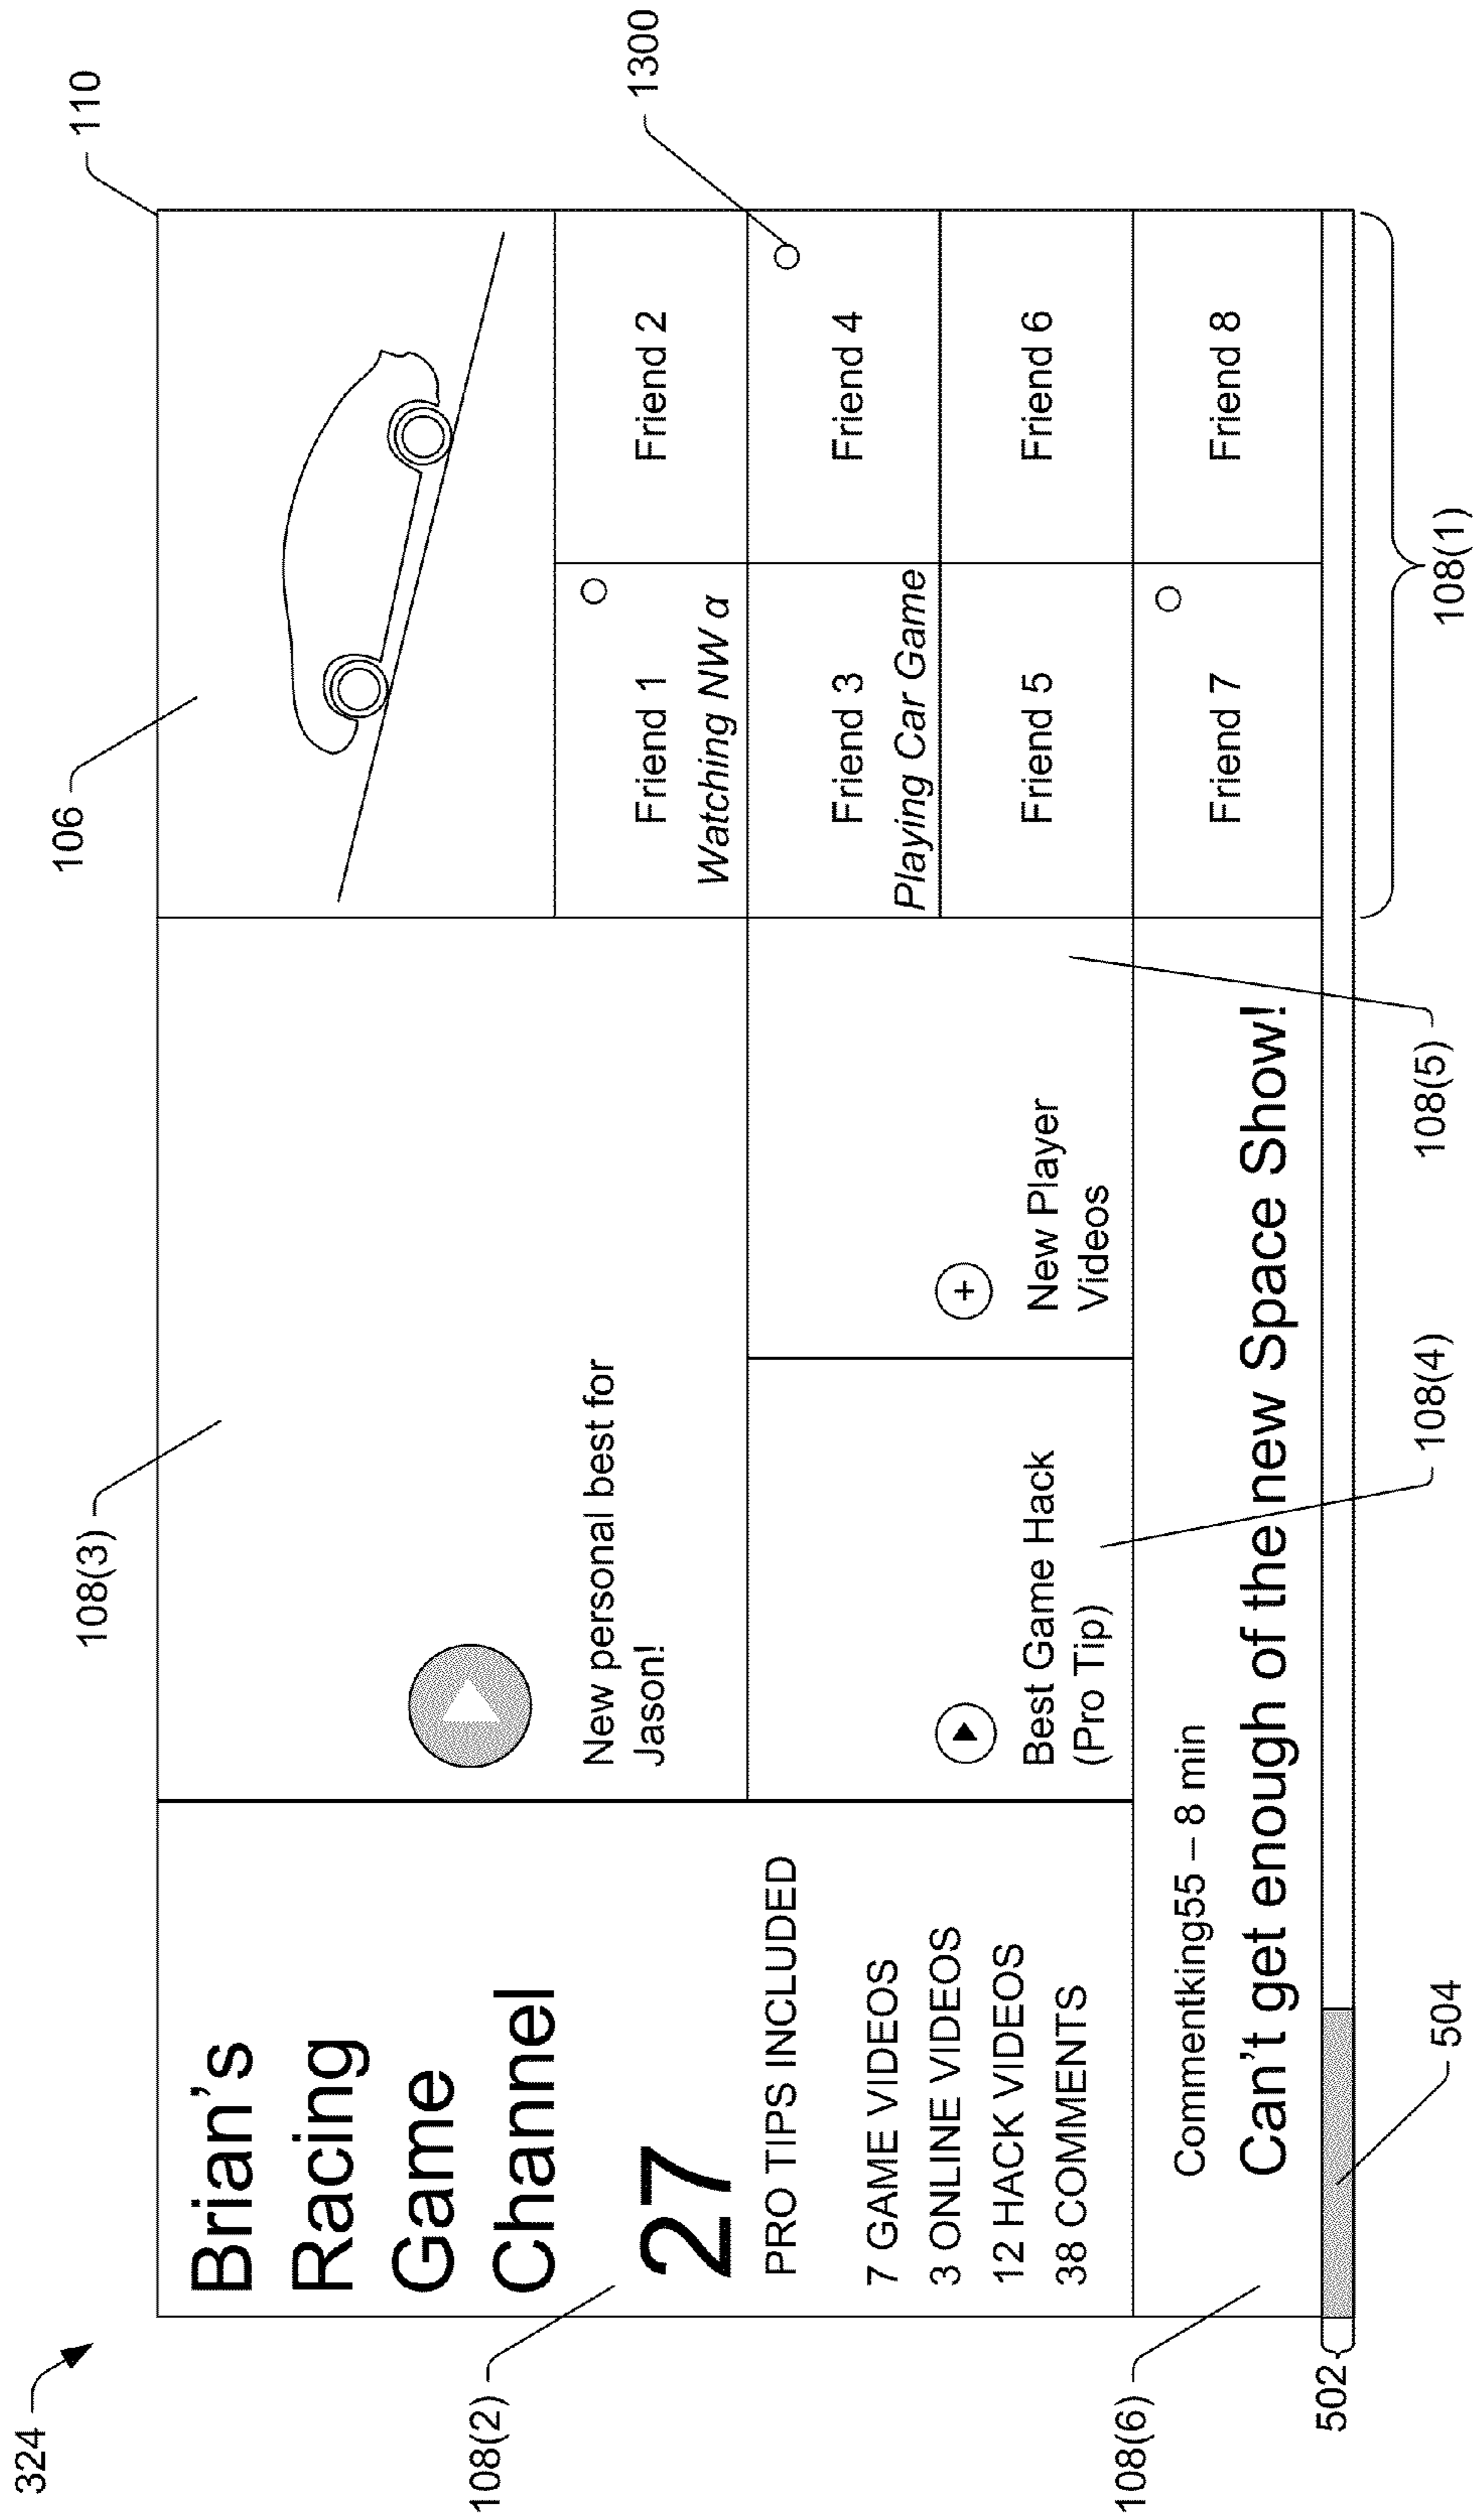 324
108(3)
106
110
Brian's
Racing
Game
Channel
27
PRO TIPS INCLUDED
7 GAME VIDEOS
3 ONLINE VIDEOS
12 HACK VIDEOS
38 COMMENTS
108(2)
New personal best for
Jason!
Best Game Hack
(Pro Tip)
New Player
Videos
1300
Friend 1
Watching NW α
Friend 2
Friend 3
Playing Car Game
Friend 4
Friend 5
Friend 6
Friend 7
Friend 8
Commentking55 – 8 min
Can't get enough of the new Space Show!
108(6)
502
504
108(4)
108(5)
108(1)